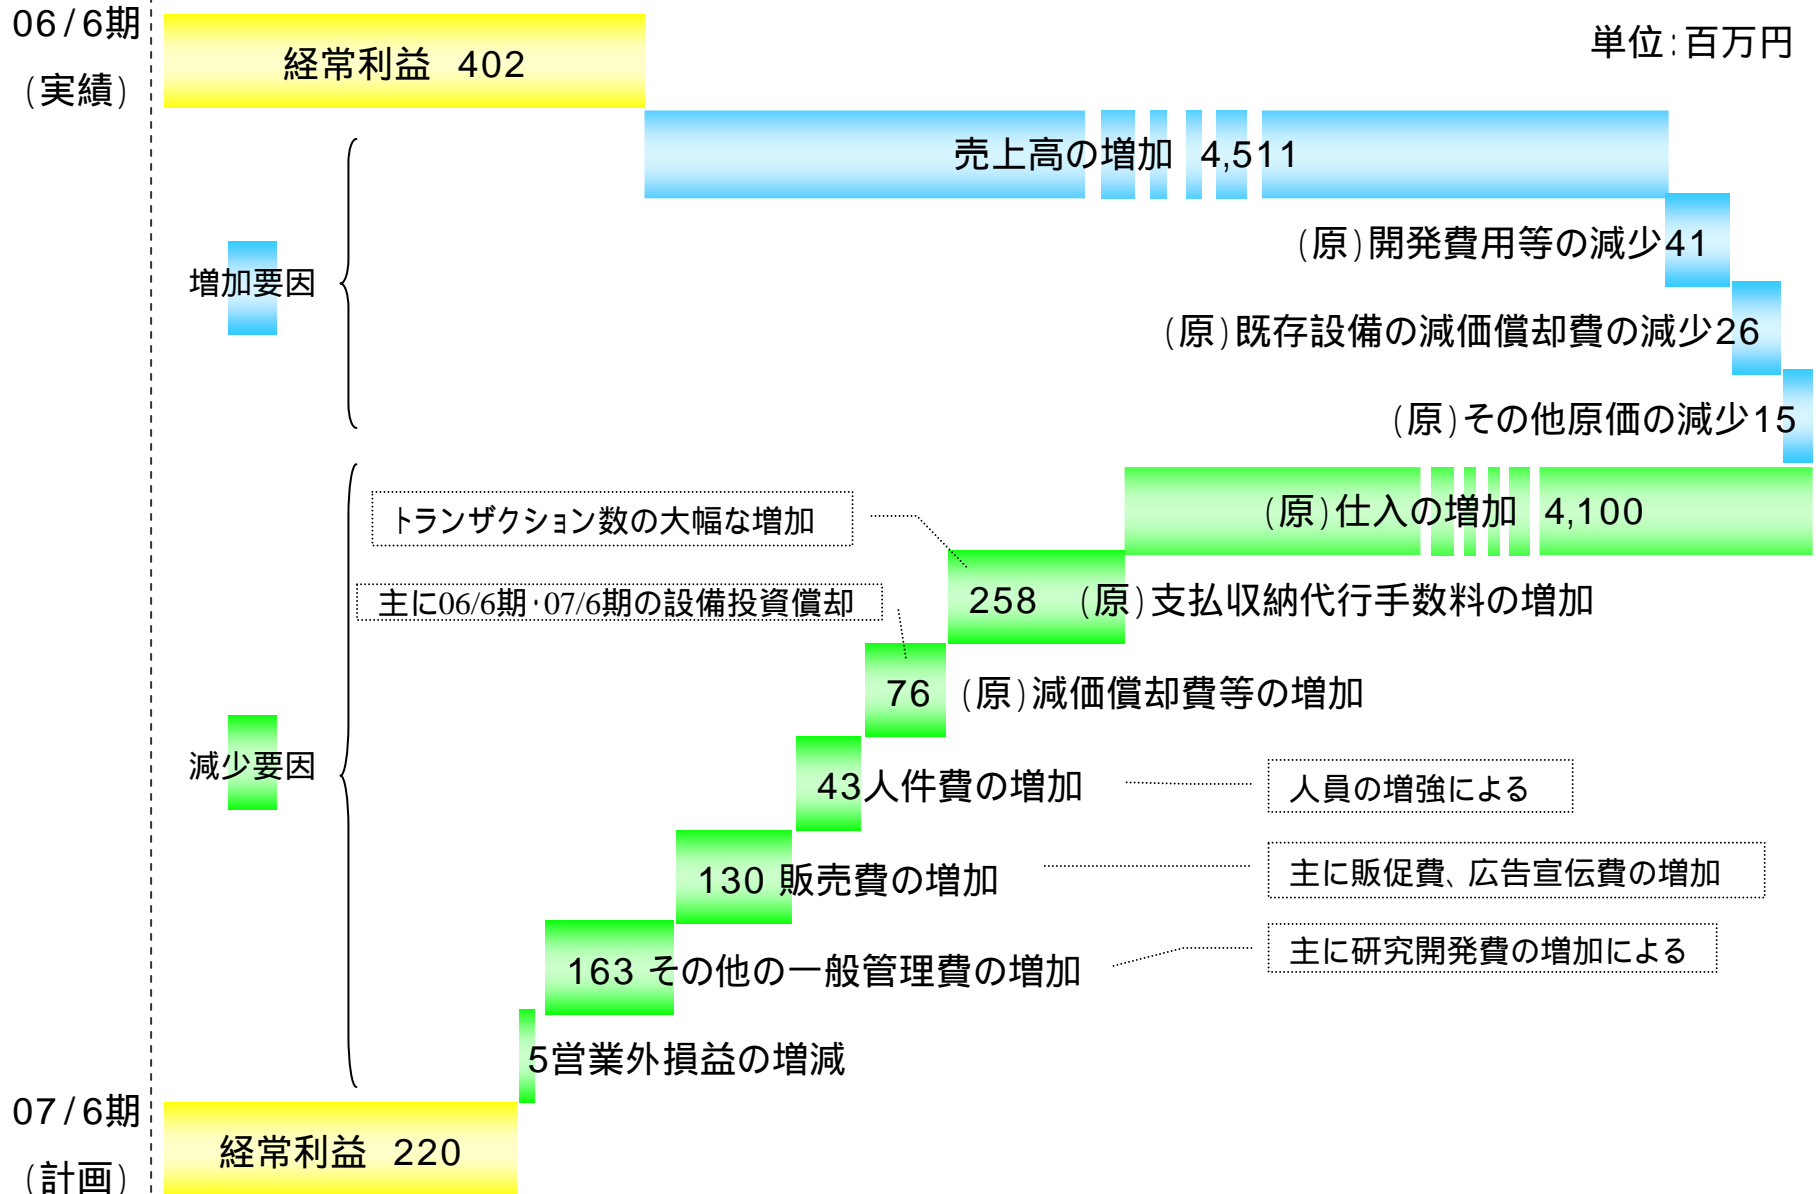 06/6期
(実績)
単位:百万円
経常利益 402
売上高の増加 4,511
(原)開発費用等の減少41
増加要因
(原)既存設備の減価償却費の減少26
(原)その他原価の減少15
(原)仕入の増加 4,100
トランザクション数の大幅な増加
258 (原)支払収納代行手数料の増加
主に06/6期・07/6期の設備投資償却
76 (原)減価償却費等の増加
減少要因
43人件費の増加
人員の増強による
130 販売費の増加
主に販促費、広告宣伝費の増加
163 その他の一般管理費の増加
主に研究開発費の増加による
5営業外損益の増減
07/6期
(計画)
経常利益 220